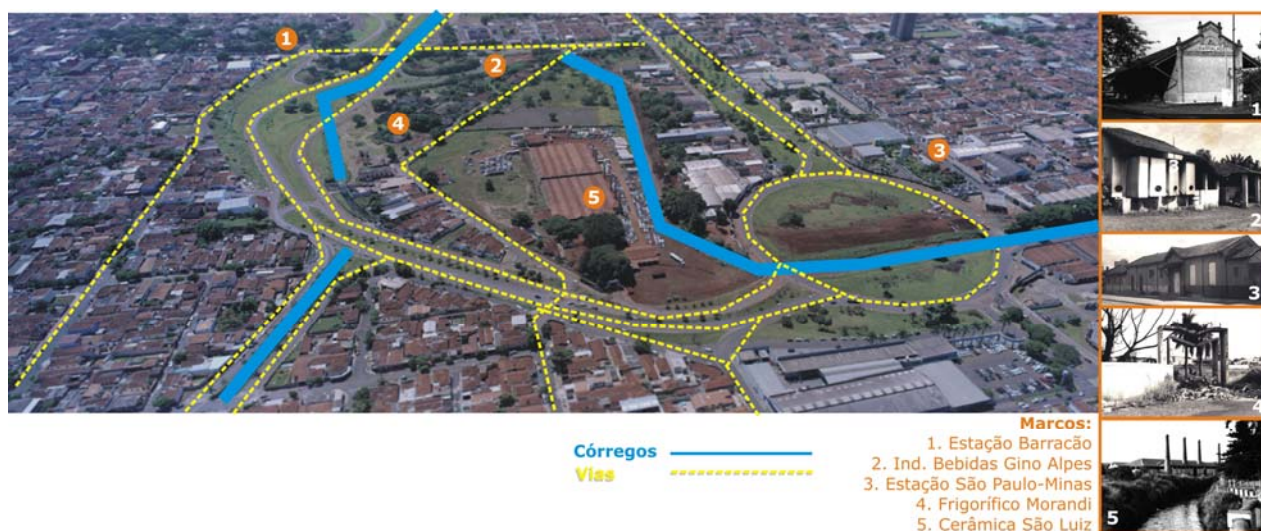 1
2
3
4
5
1
2
3
4
5
Córregos
Vias
Marcos:
1. Estação Barracão
2. Ind. Bebidas Gino Alpes
3. Estação São Paulo-Minas
4. Frigorífico Morandi
5. Cerâmica São Luiz